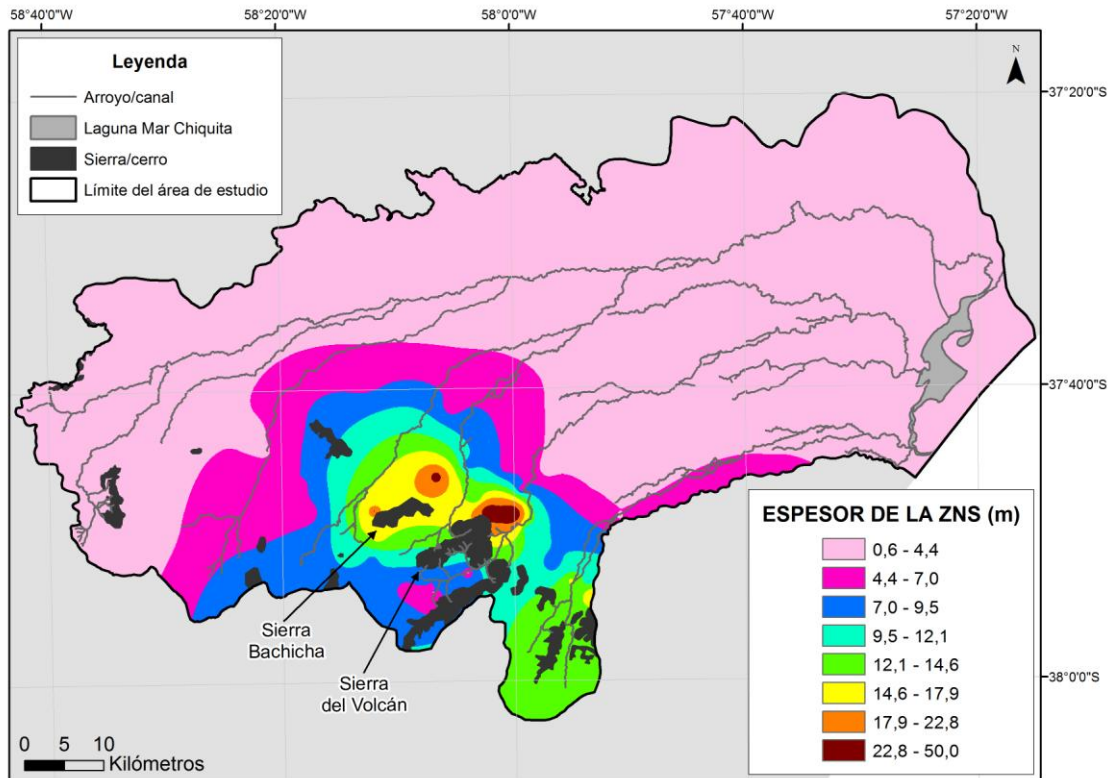 58°40'0"W
58°20'0"W
58°0'0"W
57°40'0"W
57°20'0"W
Leyenda
Arroyo/canal
Laguna Mar Chiquita
Sierra/cerro
Límite del área de estudio
N
37°20'0"S
37°40'0"S
38°0'0"S
Sierra
Bachicha
Sierra
del Volcán
ESPESOR DE LA ZNS (m)
0,6 - 4,4
4,4 - 7,0
7,0 - 9,5
9,5 - 12,1
12,1 - 14,6
14,6 - 17,9
17,9 - 22,8
22,8 - 50,0
0 5 10
Kilómetros